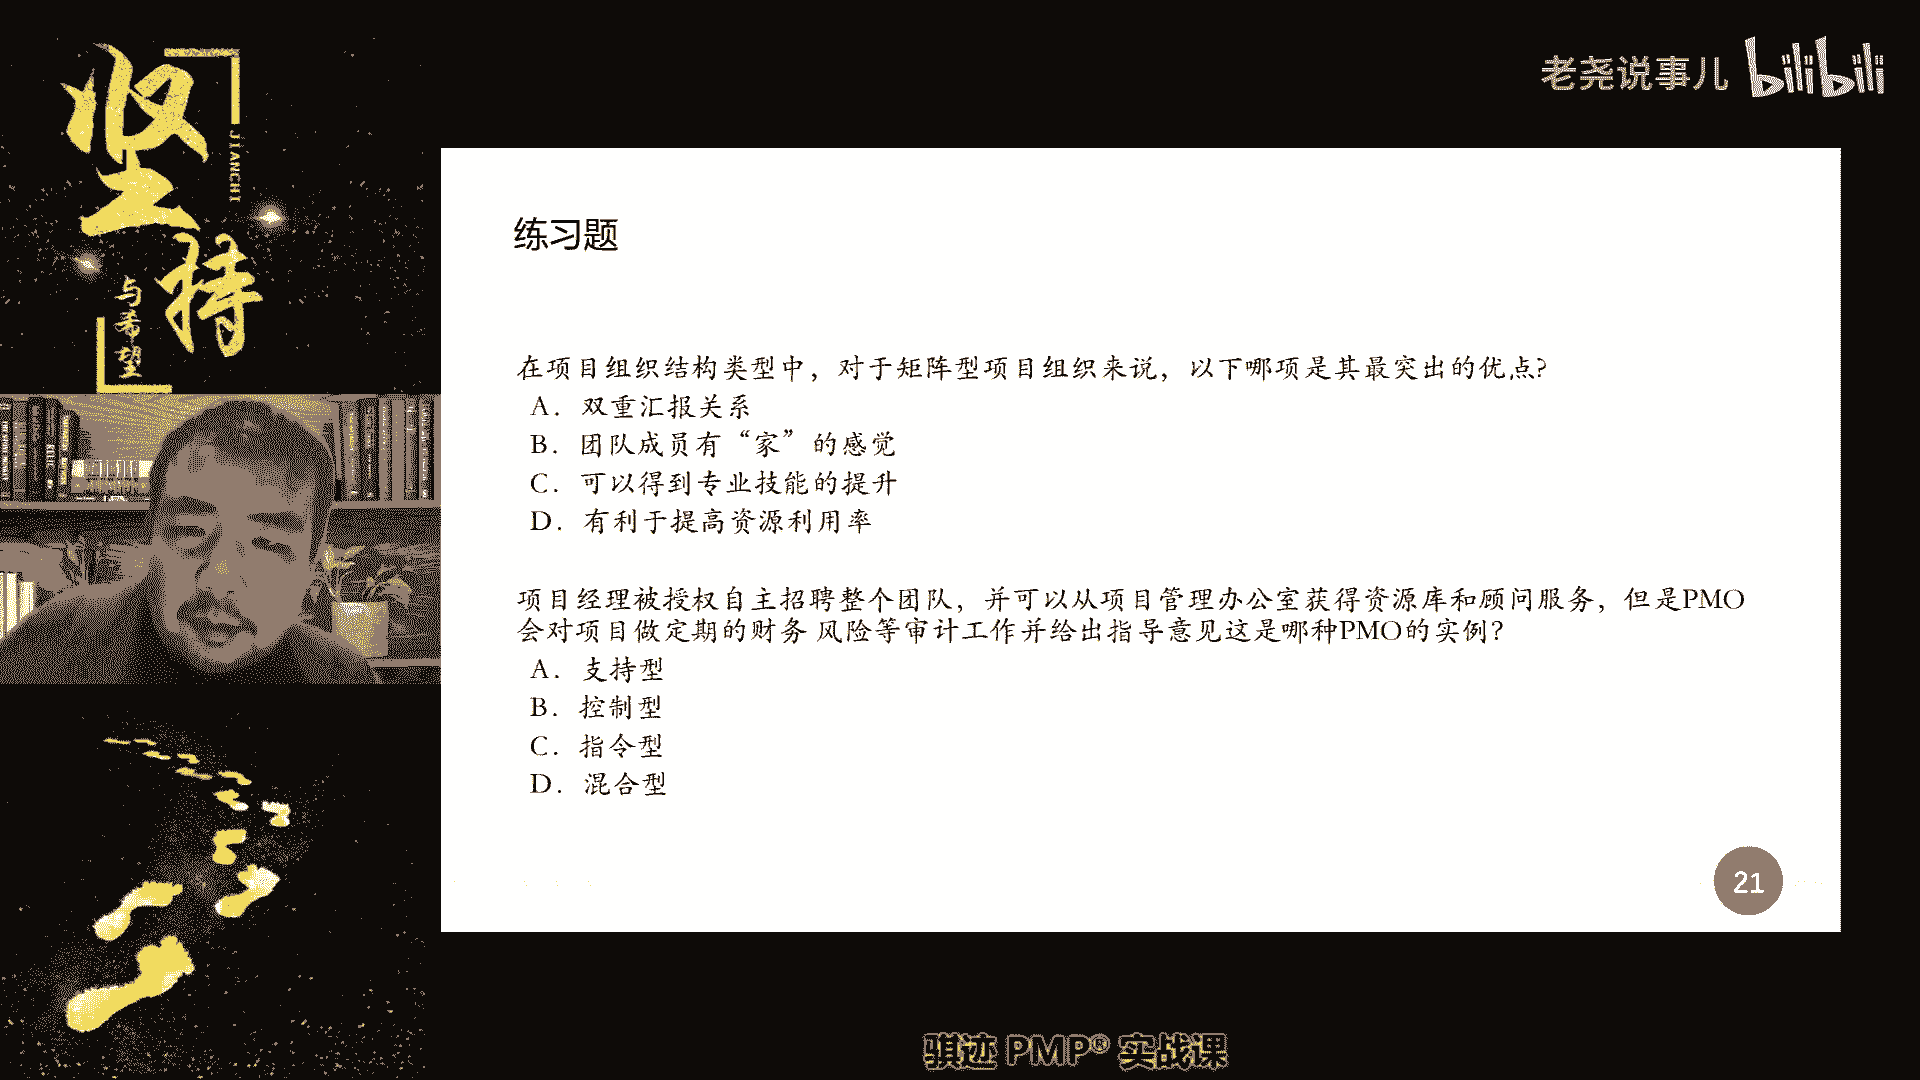 坚持
JIANCHI
与希望
老尧说事儿 bilibili
练习题
在项目组织结构类型中，对于矩阵型项目组织来说，以下哪项是其最突出的优点?
A．双重汇报关系
B．团队成员有“家”的感觉
C．可以得到专业技能的提升
D．有利于提高资源利用率
项目经理被授权自主招聘整个团队，并可以从项目管理办公室获得资源库和顾问服务，但是PMO
会对项目做定期的财务 风险等审计工作并给出指导意见这是哪种PMO的实例?
A．支持型
B．控制型
C．指令型
D．混合型
21
骐迹 PMP® 实战课